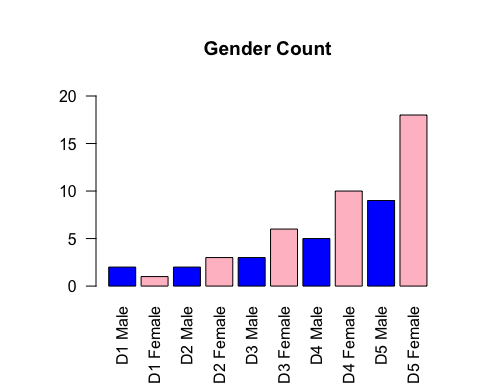 Gender Count
20
15
10
5
0
D1 Male
D1 Female
D2 Male
D2 Female
D3 Male
D3 Female
D4 Male
D4 Female
D5 Male
D5 Female